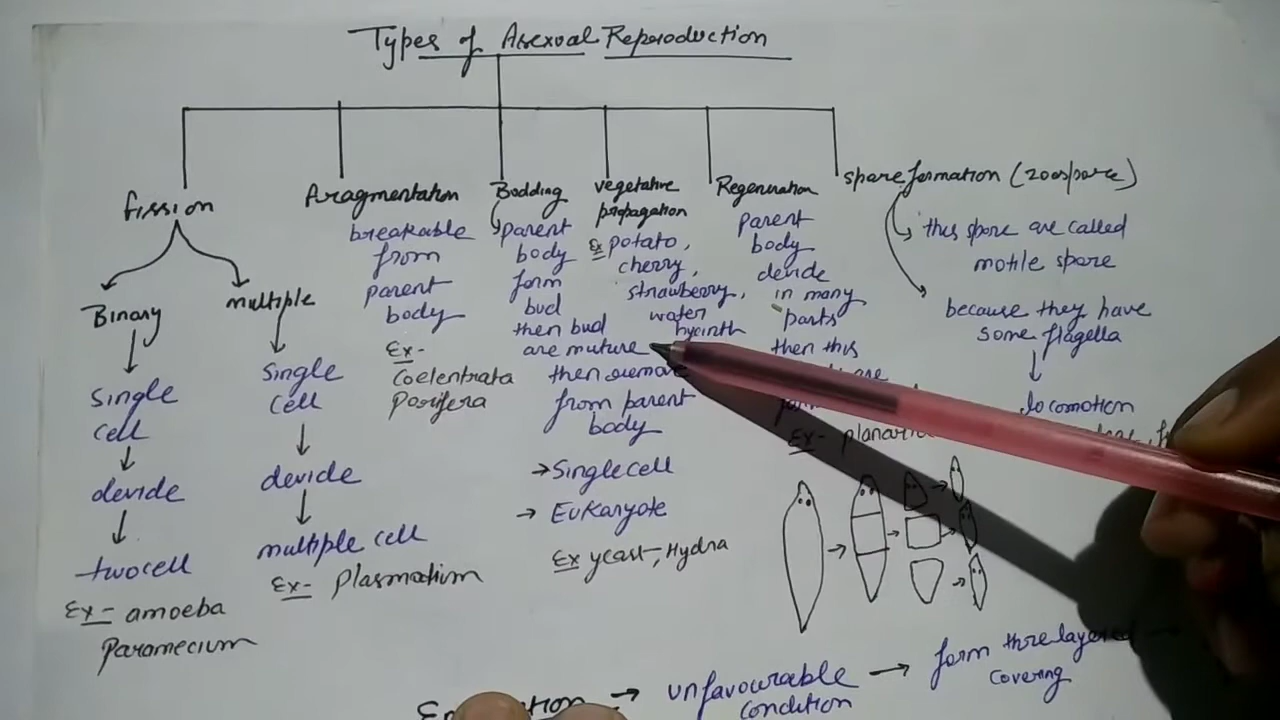 Types of Asexual Reproduction
fission
Binary
Single
cell
devide
twocell
Ex- amoeba
Paramecium
multiple
Single
cell
devide
multiple cell
Ex- Plasmodium
Aragmentation
breakable
from
parent
body
Ex-
Coelentrata
Porifera
Budding
parent
body
form
bud
then bud
are muture
then remove
from parent
body
→ Single cell
→ Eukaryote
Ex yeast, Hydra
vegetative
propagation
Ex potato,
cherry,
strawberry,
water
hycinth
Regeneration
parent
body
devide
in many
parts
then this
are
Ex- planaria
spore formation (zoospore)
this spore are called
motile spore
because they have
some flagella
locomotion
→ unfavourable → form three layered
condition covering